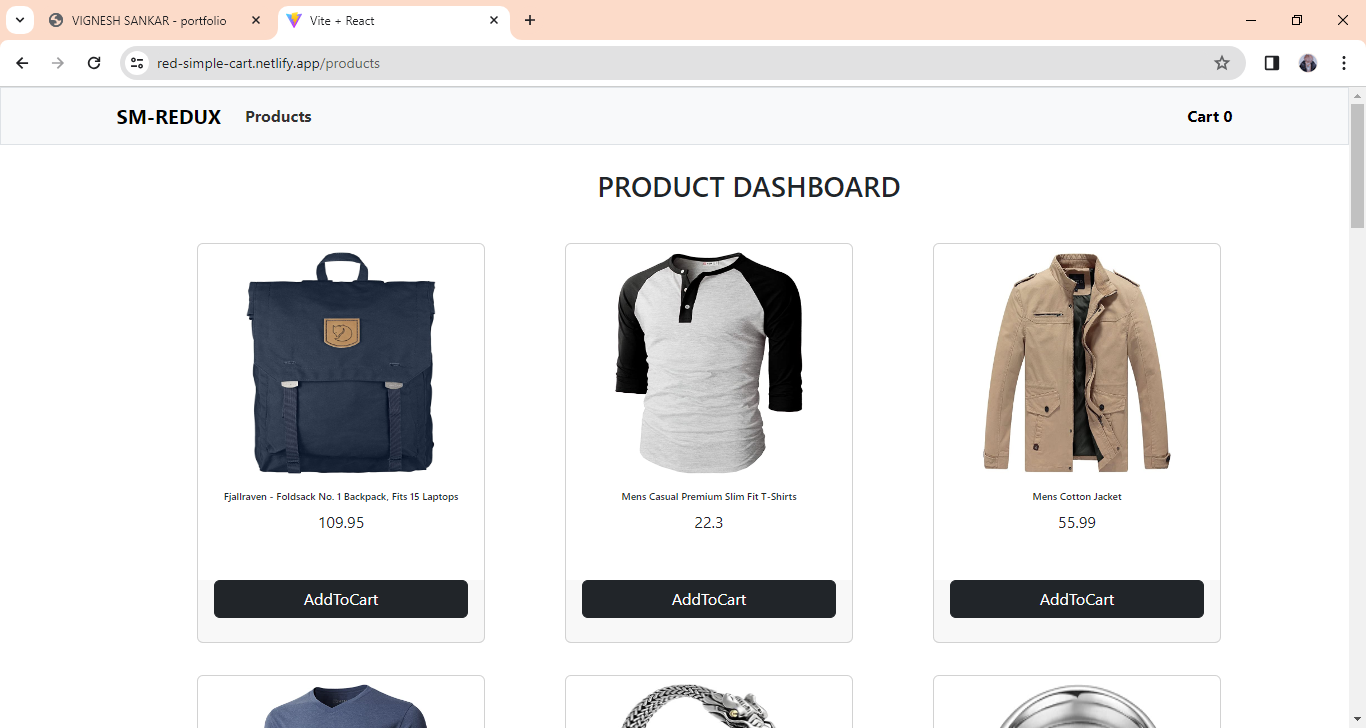 VIGNESH SANKAR - portfolio
Vite + React
red-simple-cart.netlify.app/products
SM-REDUX Products Cart 0
PRODUCT DASHBOARD
Fjallraven - Foldsack No. 1 Backpack, Fits 15 Laptops
109.95
AddToCart
Mens Casual Premium Slim Fit T-Shirts
22.3
AddToCart
Mens Cotton Jacket
55.99
AddToCart